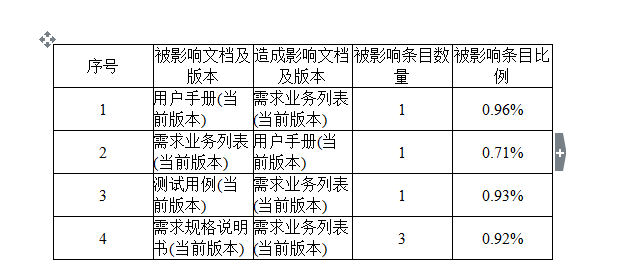 序号 被影响文档及版本 造成影响文档及版本 被影响条目数量 被影响条目比例
1 用户手册(当前版本) 需求业务列表(当前版本) 1 0.96%
2 需求业务列表(当前版本) 用户手册(当前版本) 1 0.71%
3 测试用例(当前版本) 需求业务列表(当前版本) 1 0.93%
4 需求规格说明书(当前版本) 需求业务列表(当前版本) 3 0.92%